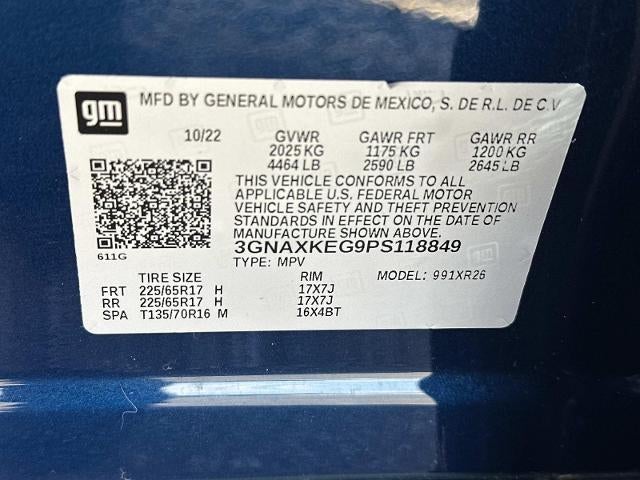 gm MFD BY GENERAL MOTORS DE MEXICO, S. DE R.L. DE C.V
10/22 GVWR GAWR FRT GAWR RR
2025 KG 1175 KG 1200 KG
4464 LB 2590 LB 2645 LB
THIS VEHICLE CONFORMS TO ALL
APPLICABLE U.S. FEDERAL MOTOR
VEHICLE SAFETY AND THEFT PREVENTION
STANDARDS IN EFFECT ON THE DATE OF
MANUFACTURE SHOWN ABOVE.
3GNAXKEG9PS118849
611G TYPE: MPV MODEL: 991XR26
TIRE SIZE RIM
FRT 225/65R17 H 17X7J
RR 225/65R17 H 17X7J
SPA T135/70R16 M 16X4BT